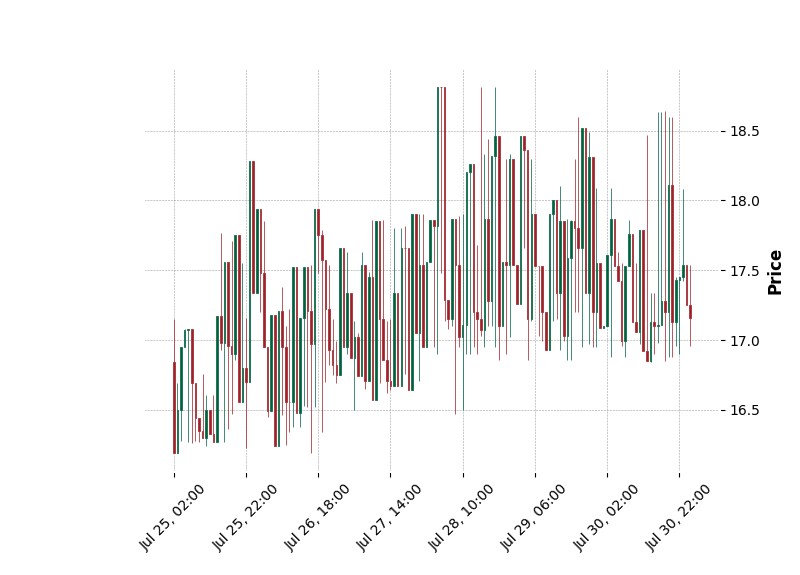 18.5
18.0
17.5
17.0
16.5
Price
Jul 25, 02:00
Jul 25, 22:00
Jul 26, 18:00
Jul 27, 14:00
Jul 28, 10:00
Jul 29, 06:00
Jul 30, 02:00
Jul 30, 22:00